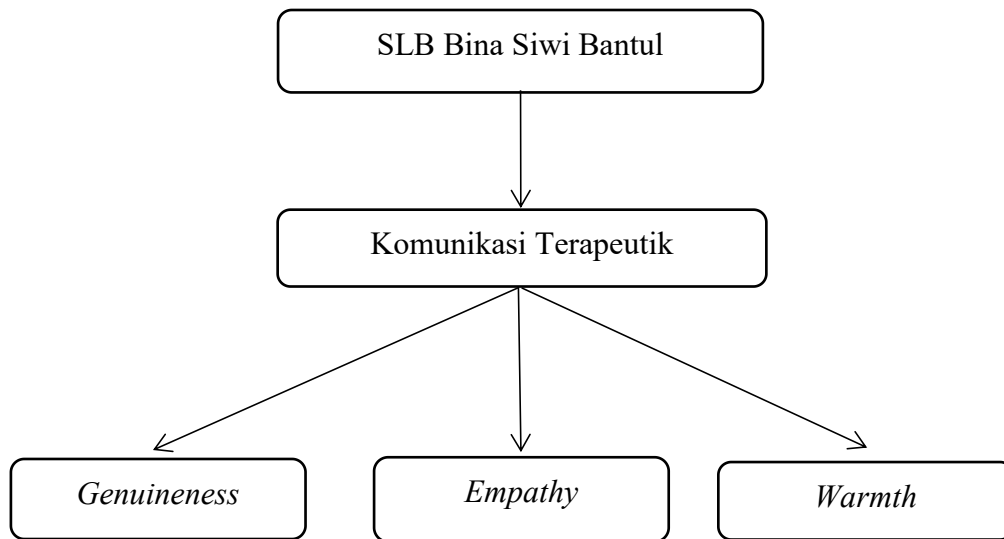 SLB Bina Siwi Bantul
Komunikasi Terapeutik
Genuineness
Empathy
Warmth